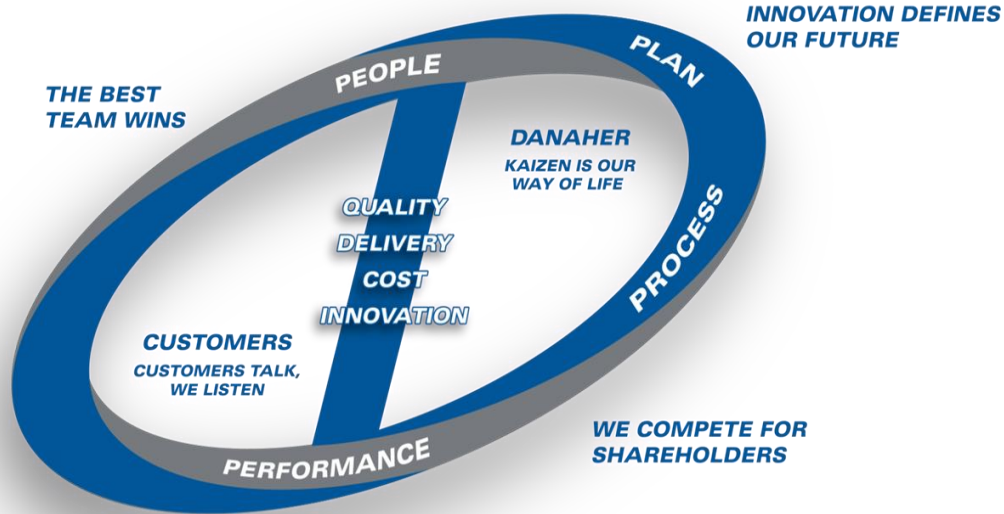 INNOVATION DEFINES
OUR FUTURE
PLAN
PEOPLE
THE BEST
TEAM WINS
DANAHER
KAIZEN IS OUR
WAY OF LIFE
QUALITY
DELIVERY
COST
INNOVATION
PROCESS
CUSTOMERS
CUSTOMERS TALK,
WE LISTEN
WE COMPETE FOR
SHAREHOLDERS
PERFORMANCE